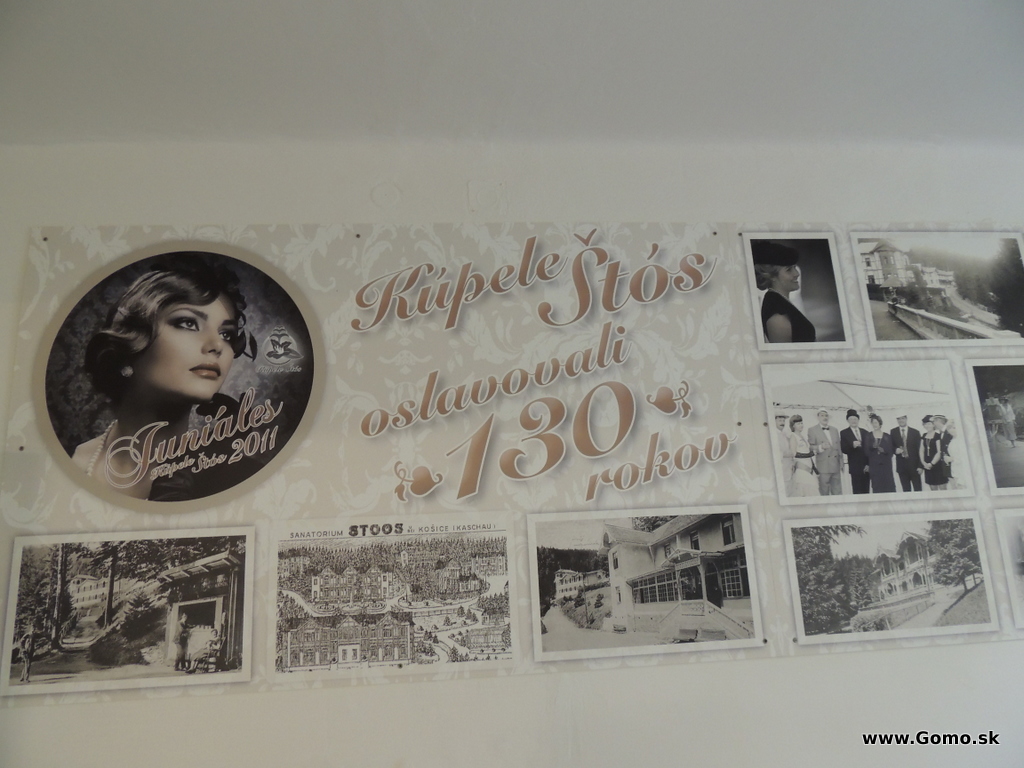 Kúpele Štós
oslavovali
130
rokov
Juniáles
Kúpele Štós 2011
SANATORIUM STOOS KOŠICE (KASCHAU)
www.Gomo.sk